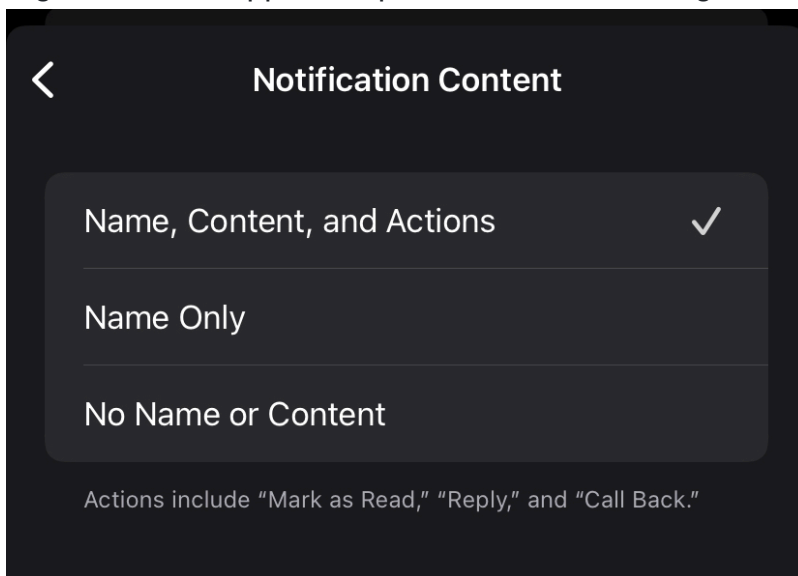 Notification Content
Name, Content, and Actions
Name Only
No Name or Content
Actions include “Mark as Read,” “Reply,” and “Call Back.”